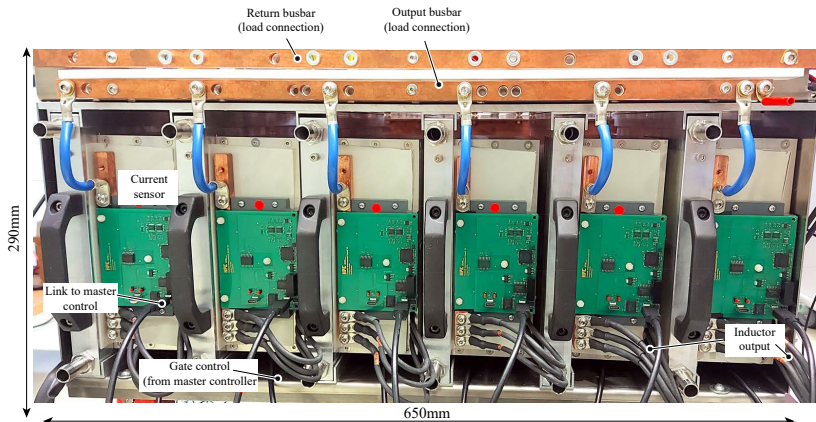 Return busbar
(load connection)
Output busbar
(load connection)
Current
sensor
290mm
Link to master
control
Gate control
(from master controller
Inductor
output
650mm